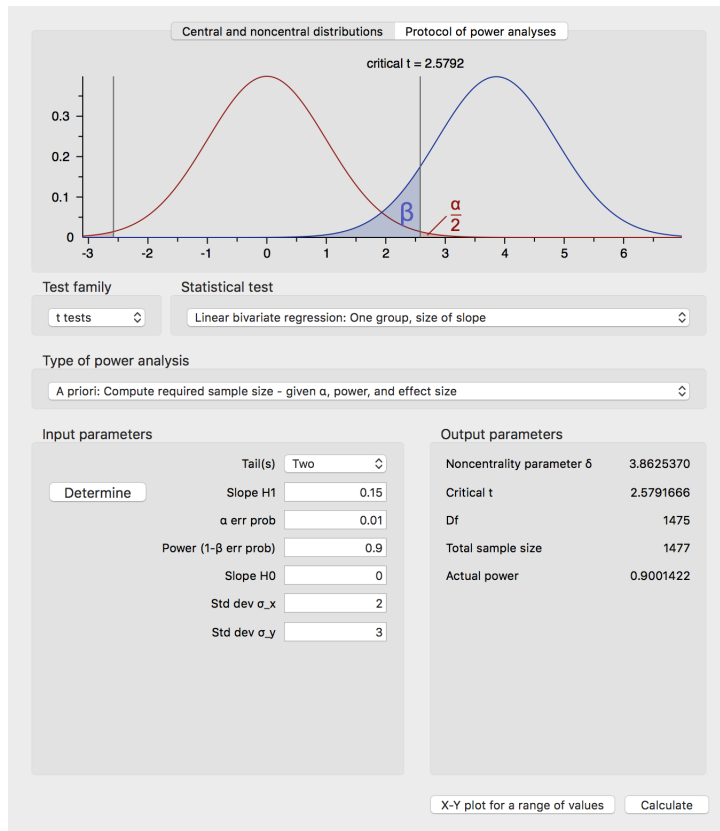 Central and noncentral distributions Protocol of power analyses
critical t = 2.5792
0.3
0.2
0.1
0
β
α
2
-3 -2 -1 0 1 2 3 4 5 6
Test family Statistical test
t tests Linear bivariate regression: One group, size of slope
Type of power analysis
A priori: Compute required sample size - given α, power, and effect size
Input parameters Output parameters
Tail(s) Two Noncentrality parameter δ 3.8625370
Determine Slope H1 0.15 Critical t 2.5791666
α err prob 0.01 Df 1475
Power (1-β err prob) 0.9 Total sample size 1477
Slope H0 0 Actual power 0.9001422
Std dev σ_x 2
Std dev σ_y 3
X-Y plot for a range of values Calculate